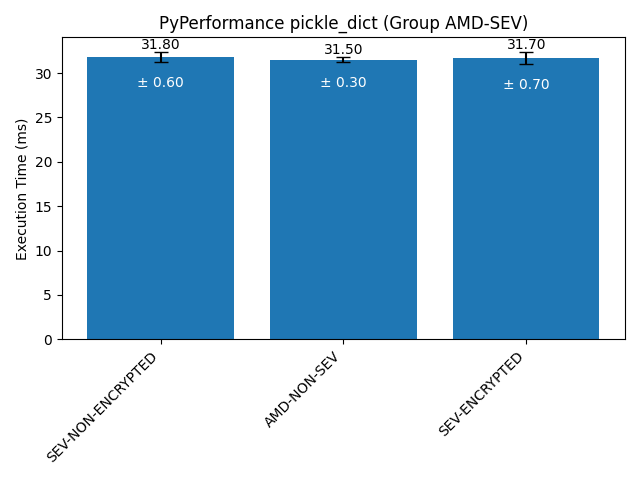 PyPerformance pickle_dict (Group AMD-SEV)
31.80
31.50
31.70
± 0.60
± 0.30
± 0.70
Execution Time (ms)
30
25
20
15
10
5
0
SEV-NON-ENCRYPTED
AMD-NON-SEV
SEV-ENCRYPTED